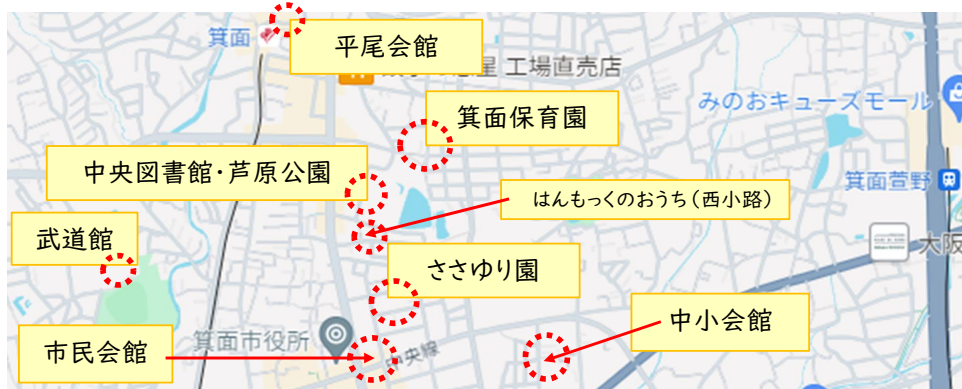 箕面
平尾会館
工場直売店
箕面保育園
みのおキューズモール
中央図書館・芦原公園
箕面萱野
はんもっくのおうち（西小路）
武道館
大阪
ささゆり園
中小会館
箕面市役所
市民会館
中央線